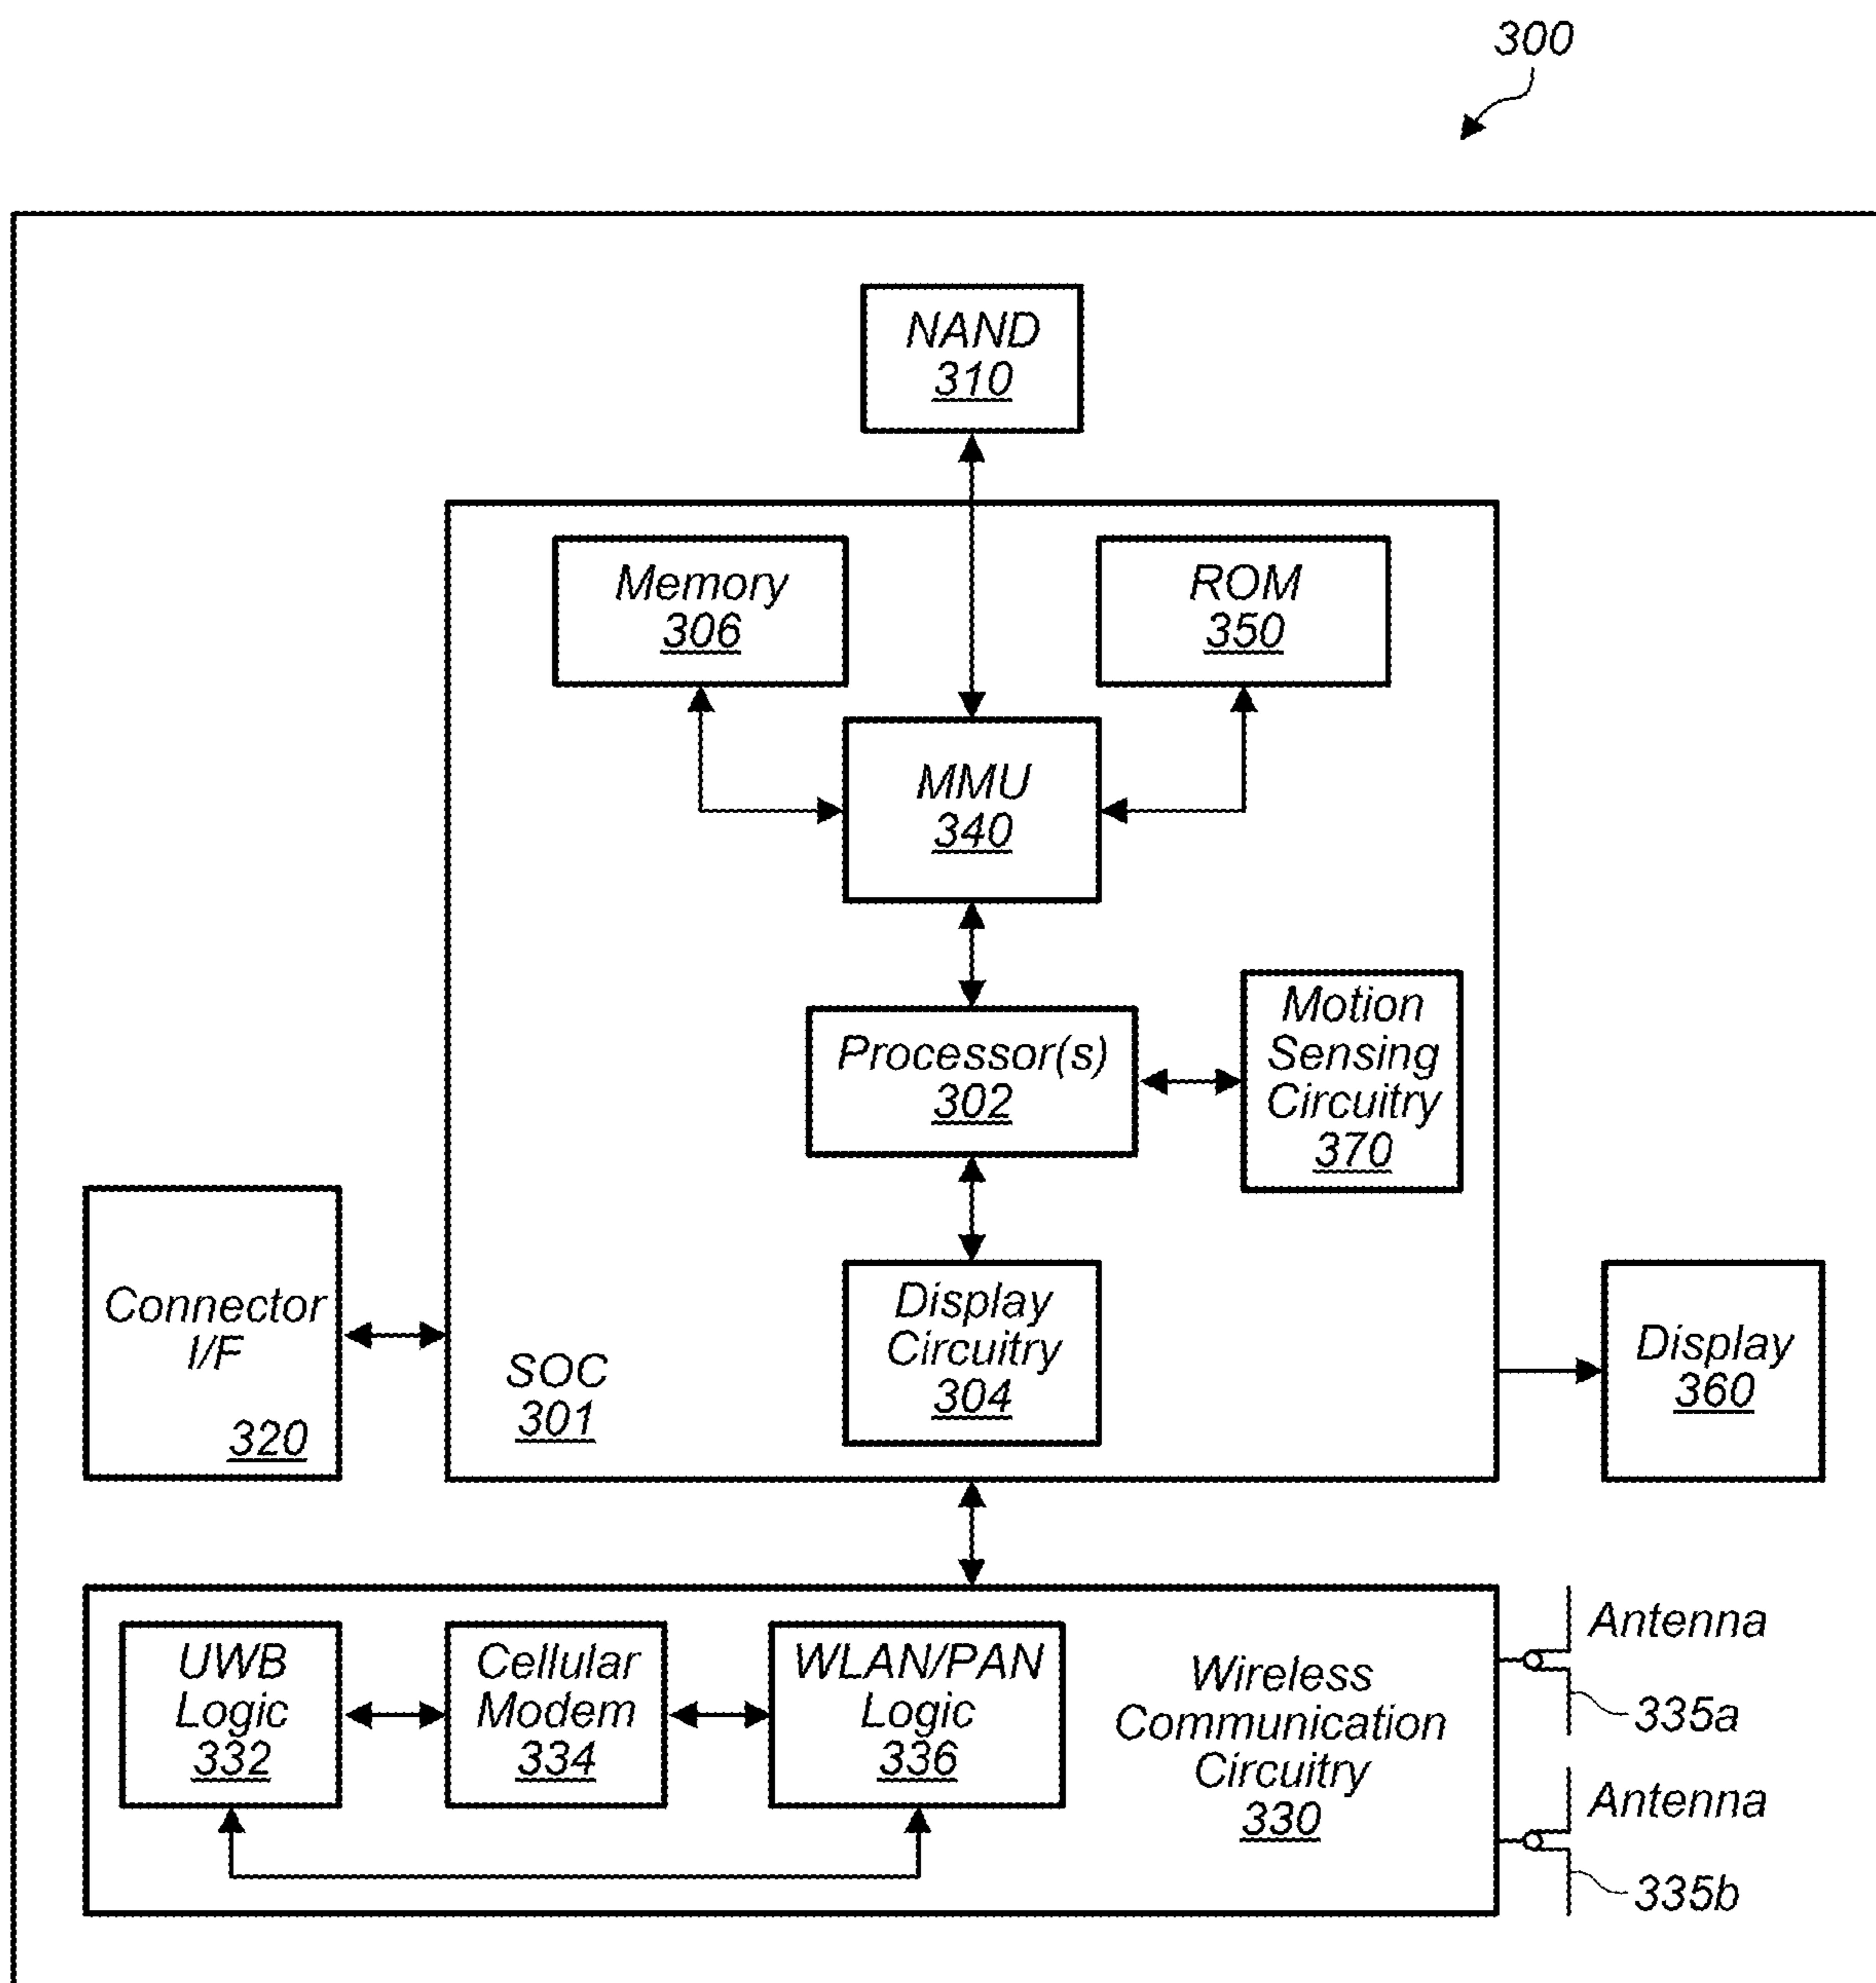 300
NAND
310
Memory
306
ROM
350
MMU
340
Processor(s)
302
Motion
Sensing
Circuitry
370
Connector
I/F
320
SOC
301
Display
Circuitry
304
Display
360
UWB
Logic
332
Cellular
Modem
334
WLAN/PAN
Logic
336
Wireless
Communication
Circuitry
330
Antenna
335a
Antenna
335b